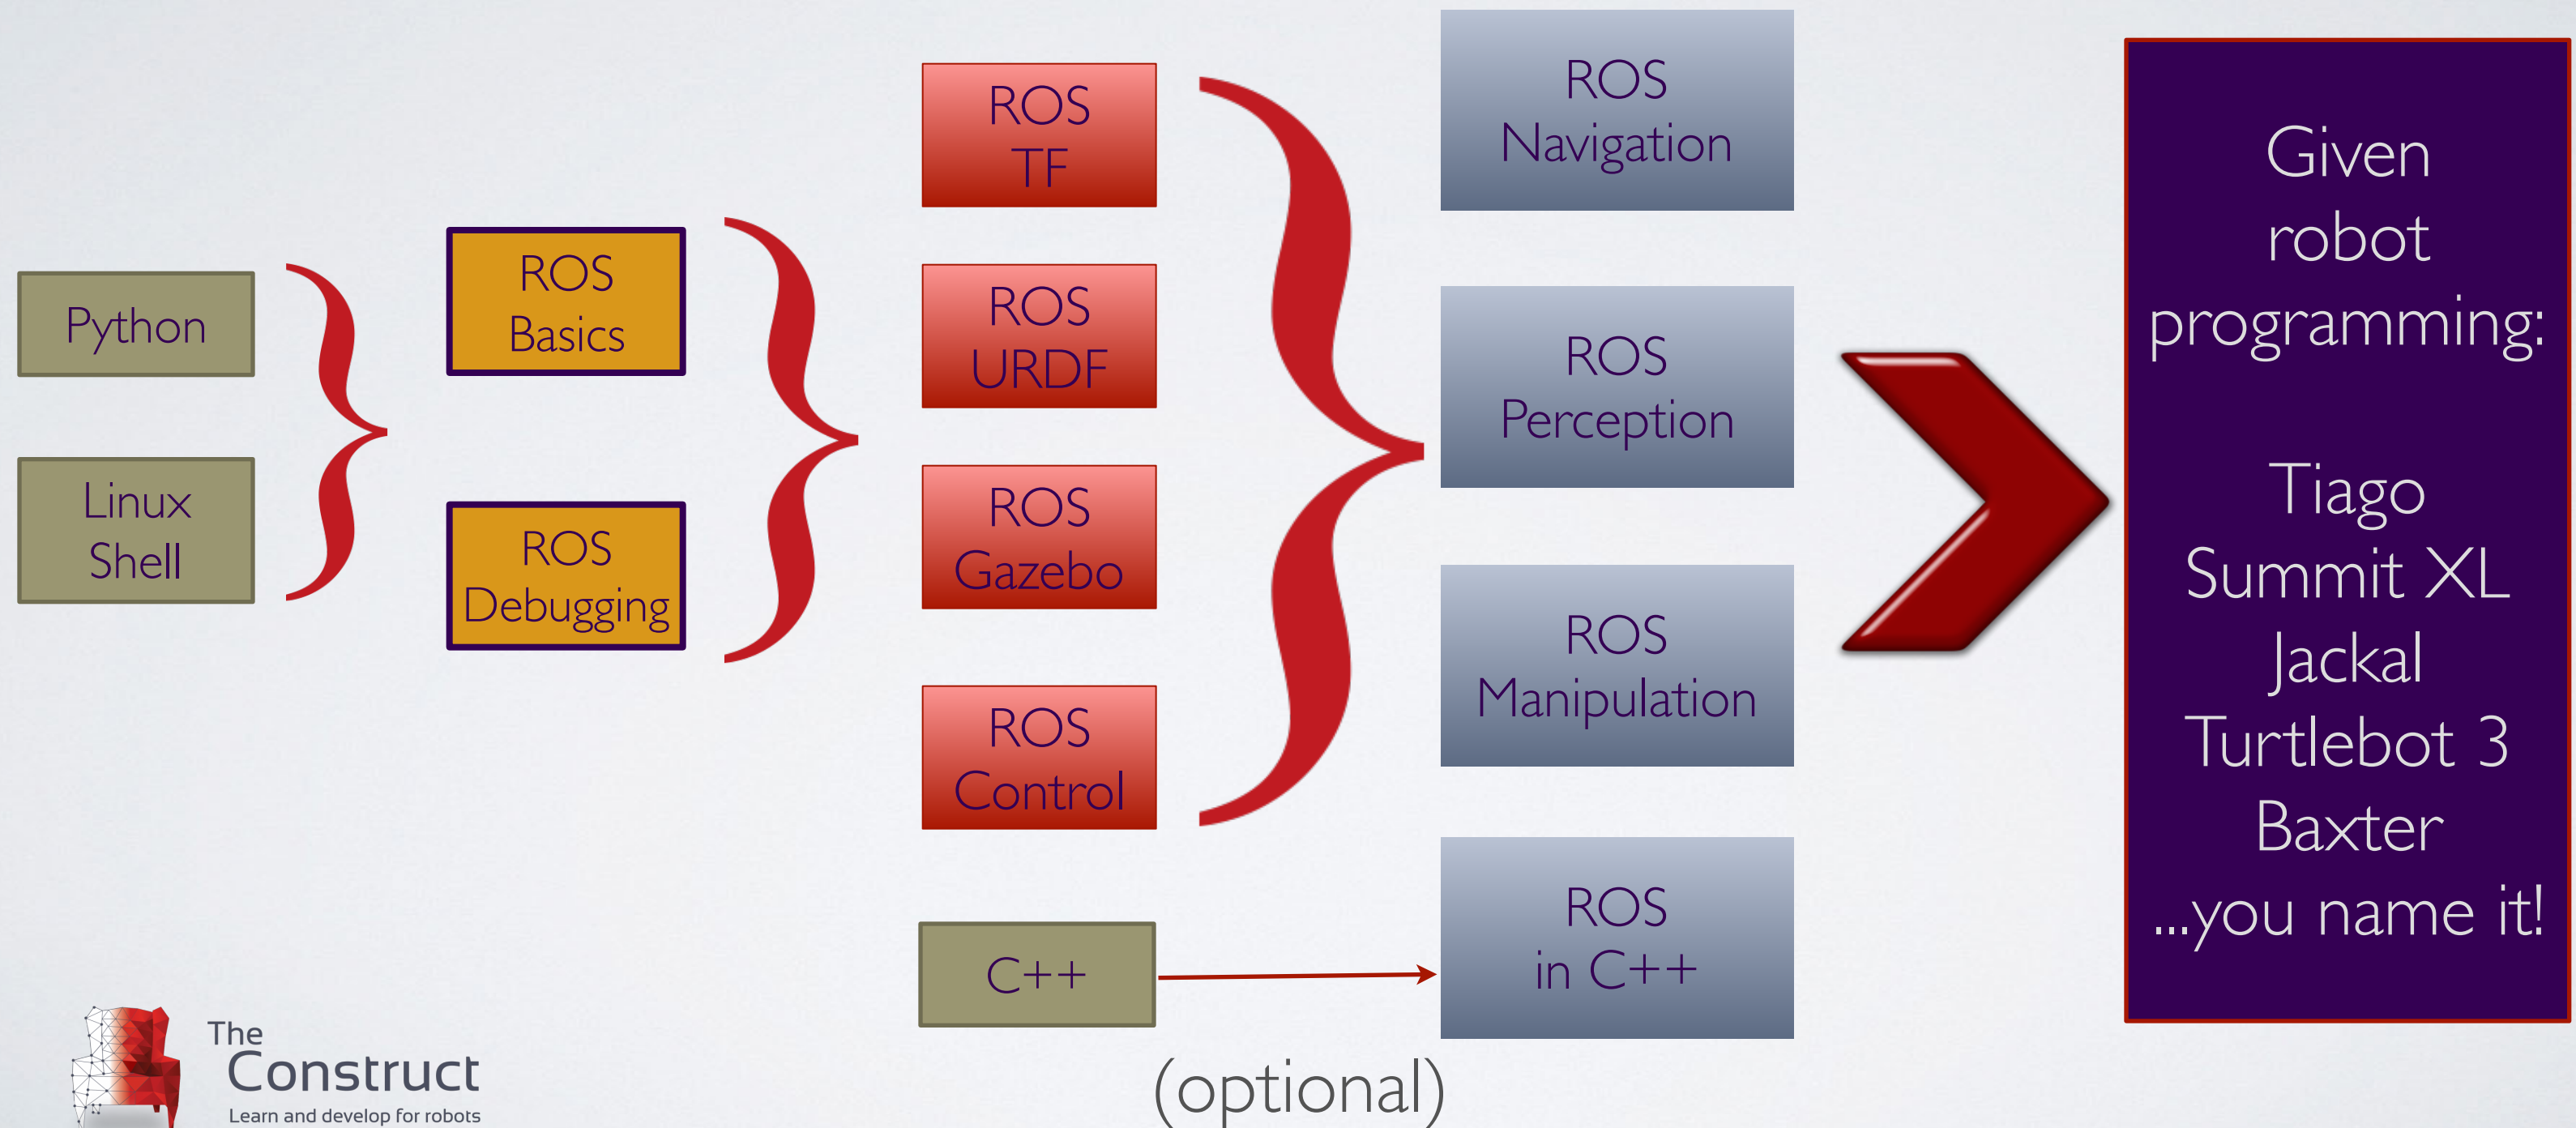 Python
Linux
Shell
ROS
Basics
ROS
Debugging
ROS
TF
ROS
URDF
ROS
Gazebo
ROS
Control
C++
ROS
Navigation
ROS
Perception
ROS
Manipulation
ROS
in C++
(optional)
Given
robot
programming:
Tiago
Summit XL
Jackal
Turtlebot 3
Baxter
...you name it!
The
Construct
Learn and develop for robots